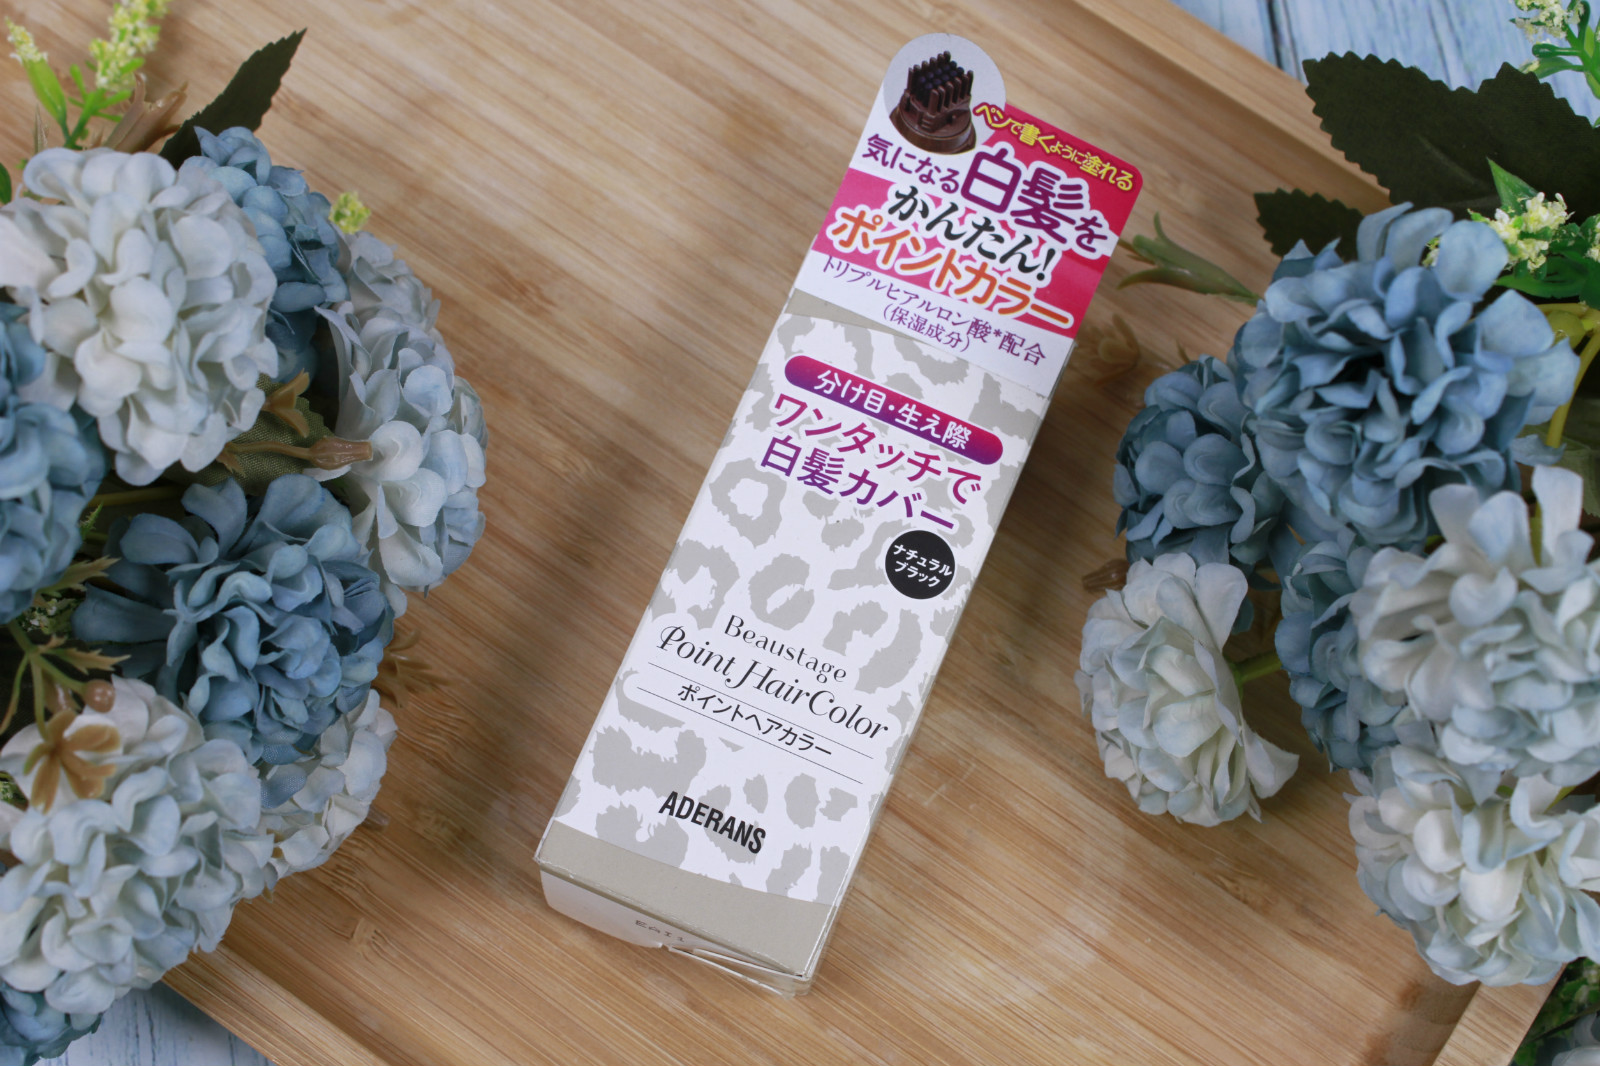 ペンで書くように塗れる
気になる白髪を
かんたん!
ポイントカラー
トリプルヒアルロン酸*配合
(保湿成分)
分け目・生え際
ワンタッチで
白髪カバー
ナチュラル
ブラック
Beaustage
Point Hair Color
ポイントヘアカラー
ADERANS